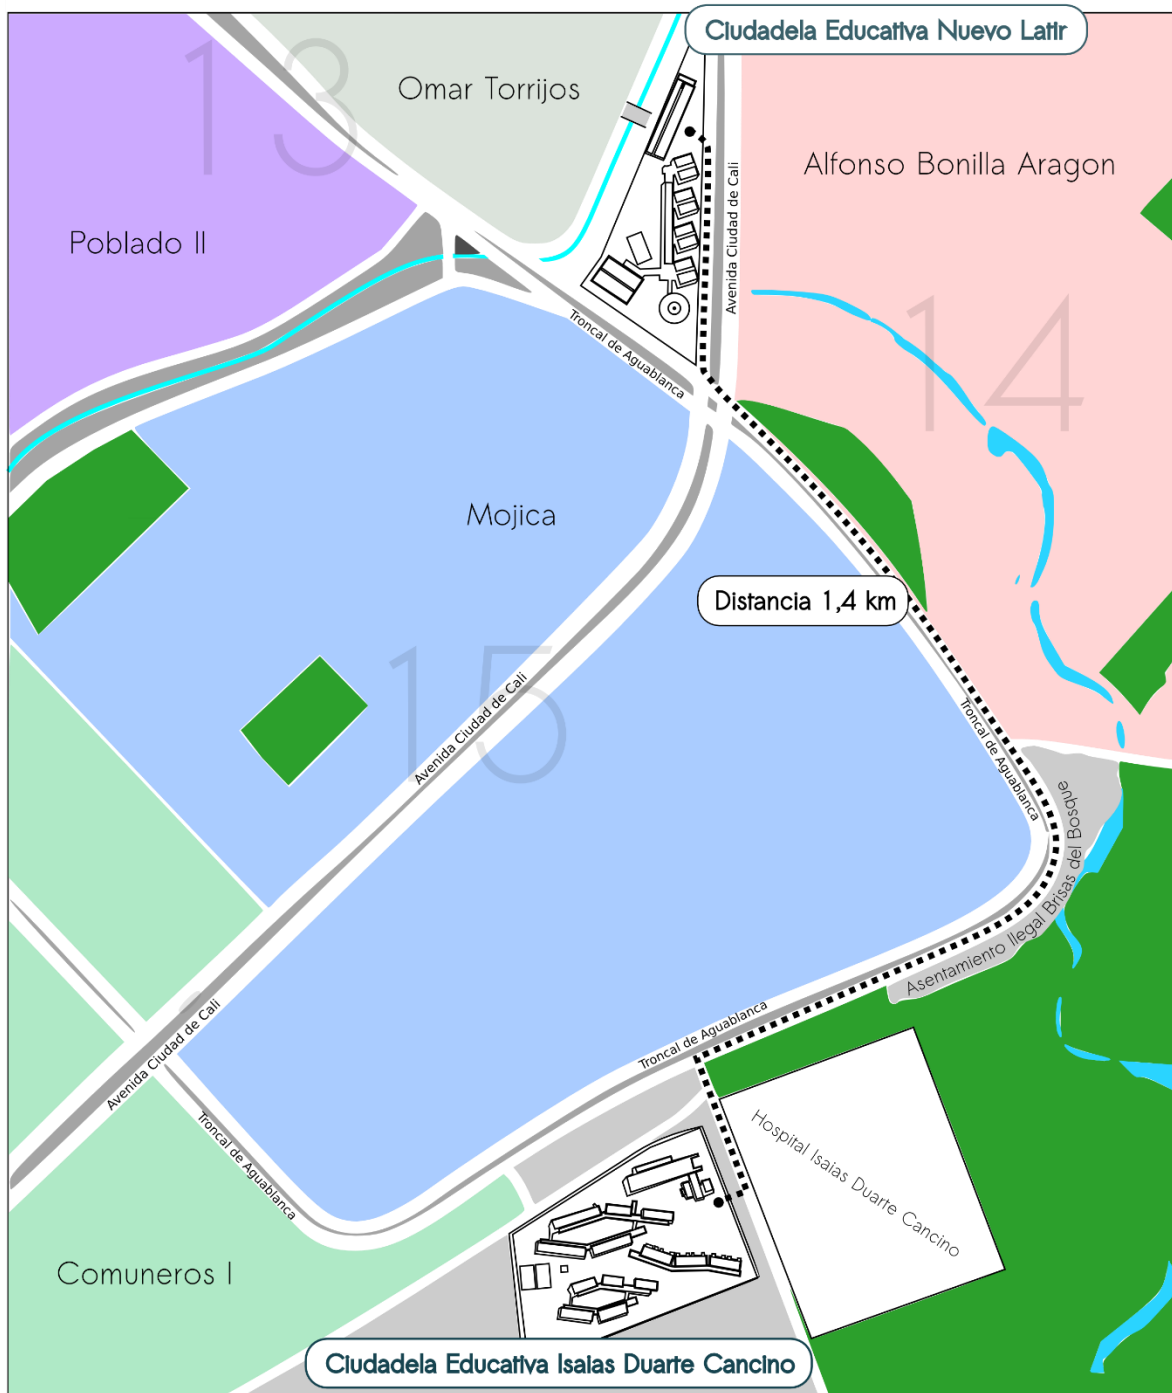 Ciudadela Educativa Nuevo Latir
13
Omar Torrijos
Alfonso Bonilla Aragon
Avenida Ciudad de Cali
Poblado II
14
Troncal de Aguablanca
Mojica
Distancia 1,4 km
15
Avenida Ciudad de Cali
Troncal de Aguablanca
Asentamiento Ilegal Brisas del Bosque
Avenida Ciudad de Cali
Troncal de Aguablanca
Troncal de Aguablanca
Hospital Isaias Duarte Cancino
Comuneros I
Ciudadela Educativa Isaias Duarte Cancino